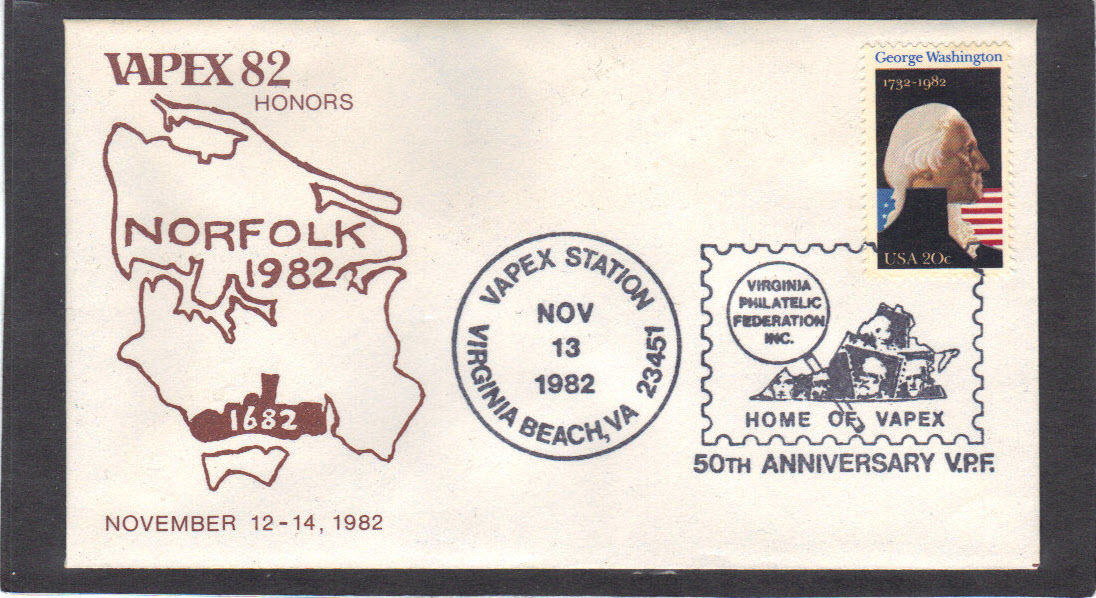 VAPEX 82
HONORS
NORFOLK
1982
1682
NOVEMBER 12-14, 1982
George Washington
1732-1982
USA 20c
VAPEX STATION
NOV
13
1982
VIRGINIA BEACH, VA 23451
VIRGINIA
PHILATELIC
FEDERATION
INC.
HOME OF VAPEX
50TH ANNIVERSARY V.P.F.